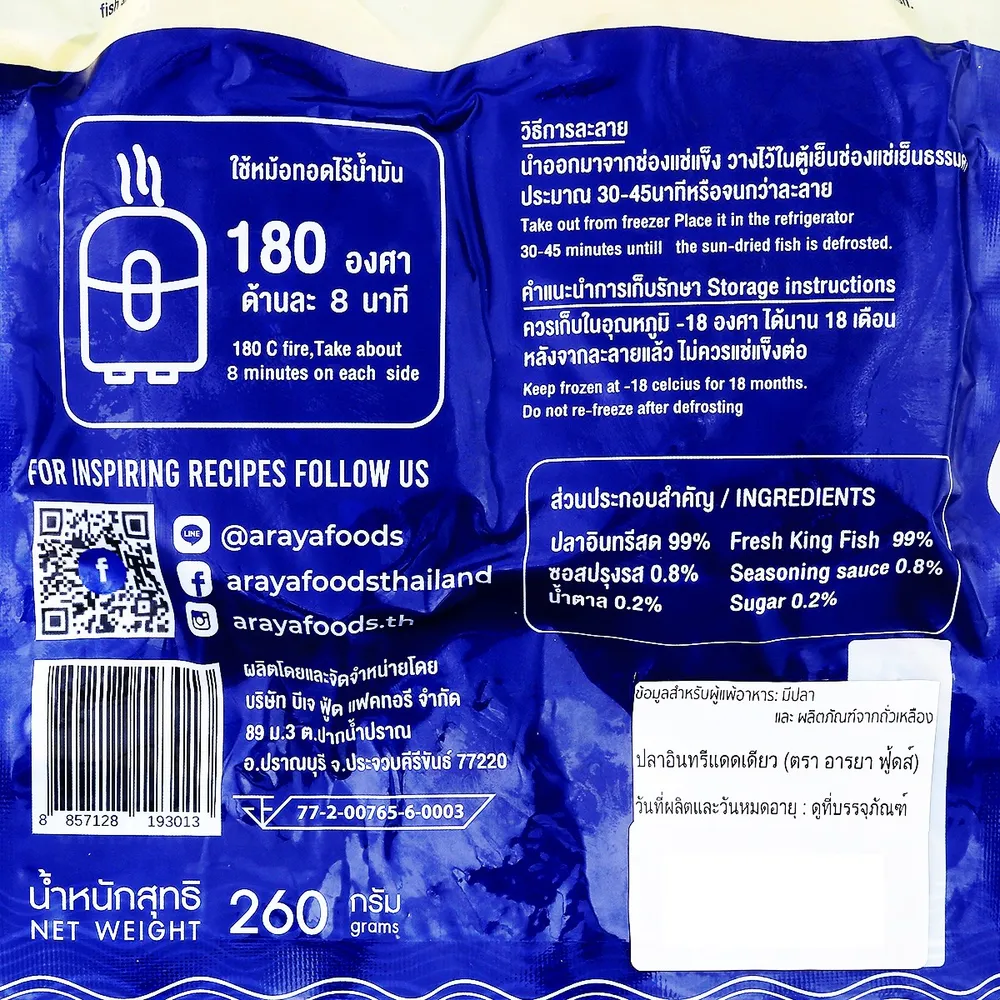 ใช้หม้อทอดไร้น้ำมัน
180 องศา
ด้านละ 8 นาที
180 C fire,Take about
8 minutes on each side
วิธีการละลาย
นำออกมาจากช่องแช่แข็ง วางไว้ในตู้เย็นช่องแช่เย็นธรรมดา
ประมาณ 30-45นาทีหรือจนกว่าละลาย
Take out from freezer Place it in the refrigerator
30-45 minutes untill the sun-dried fish is defrosted.
คำแนะนำการเก็บรักษา Storage instructions
ควรเก็บในอุณหภูมิ -18 องศา ได้นาน 18 เดือน
หลังจากละลายแล้ว ไม่ควรแช่แข็งต่อ
Keep frozen at -18 celcius for 18 months.
Do not re-freeze after defrosting
FOR INSPIRING RECIPES FOLLOW US
LINE @arayafoods
arayafoodsthailand
arayafoods.th
ส่วนประกอบสำคัญ / INGREDIENTS
ปลาอินทรีสด 99% Fresh King Fish 99%
ซอสปรุงรส 0.8% Seasoning sauce 0.8%
น้ำตาล 0.2% Sugar 0.2%
ผลิตโดยและจัดจำหน่ายโดย
บริษัท บีเจ ฟู้ด แฟคทอรี จำกัด
89 ม.3 ต.ปากน้ำปราณ
อ.ปราณบุรี จ.ประจวบคีรีขันธ์ 77220
77-2-00765-6-0003
8 857128 193013
ข้อมูลสำหรับผู้แพ้อาหาร: มีปลา
และ ผลิตภัณฑ์จากถั่วเหลือง
ปลาอินทรีแดดเดียว (ตรา อารยา ฟู้ดส์)
วันที่ผลิตและวันหมดอายุ : ดูที่บรรจุภัณฑ์
น้ำหนักสุทธิ 260 กรัม
NET WEIGHT grams